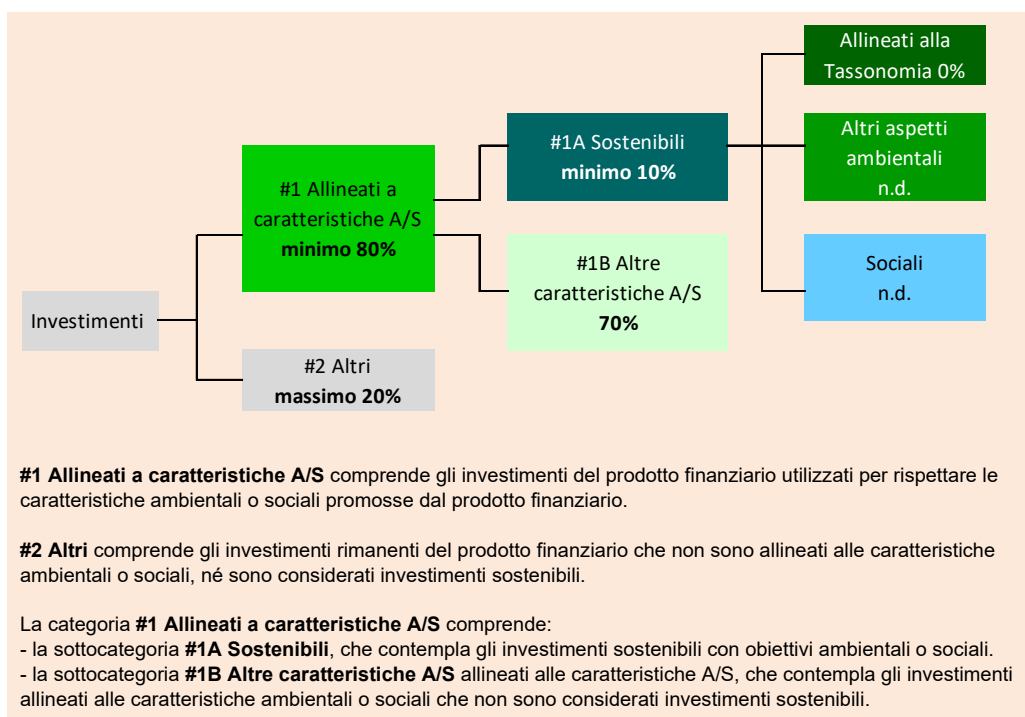 Investimenti
#1 Allineati a
caratteristiche A/S
minimo 80%
#2 Altri
massimo 20%
#1A Sostenibili
minimo 10%
#1B Altre
caratteristiche A/S
70%
Allineati alla
Tassonomia 0%
Altri aspetti
ambientali
n.d.
Sociali
n.d.
#1 Allineati a caratteristiche A/S comprende gli investimenti del prodotto finanziario utilizzati per rispettare le
caratteristiche ambientali o sociali promosse dal prodotto finanziario.
#2 Altri comprende gli investimenti rimanenti del prodotto finanziario che non sono allineati alle caratteristiche
ambientali o sociali, né sono considerati investimenti sostenibili.
La categoria #1 Allineati a caratteristiche A/S comprende:
- la sottocategoria #1A Sostenibili, che contempla gli investimenti sostenibili con obiettivi ambientali o sociali.
- la sottocategoria #1B Altre caratteristiche A/S allineati alle caratteristiche A/S, che contempla gli investimenti
allineati alle caratteristiche ambientali o sociali che non sono considerati investimenti sostenibili.